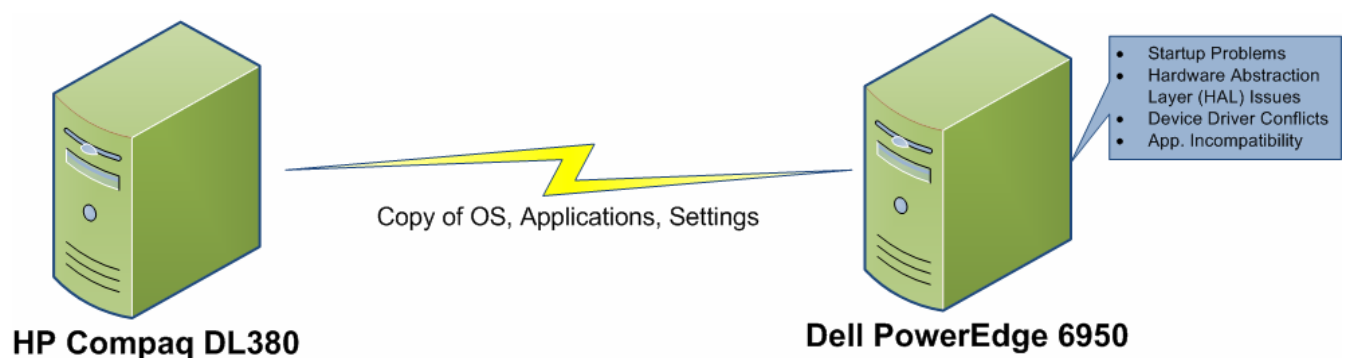 • Startup Problems
• Hardware Abstraction
Layer (HAL) Issues
• Device Driver Conflicts
• App. Incompatibility
Copy of OS, Applications, Settings
HP Compaq DL380
Dell PowerEdge 6950